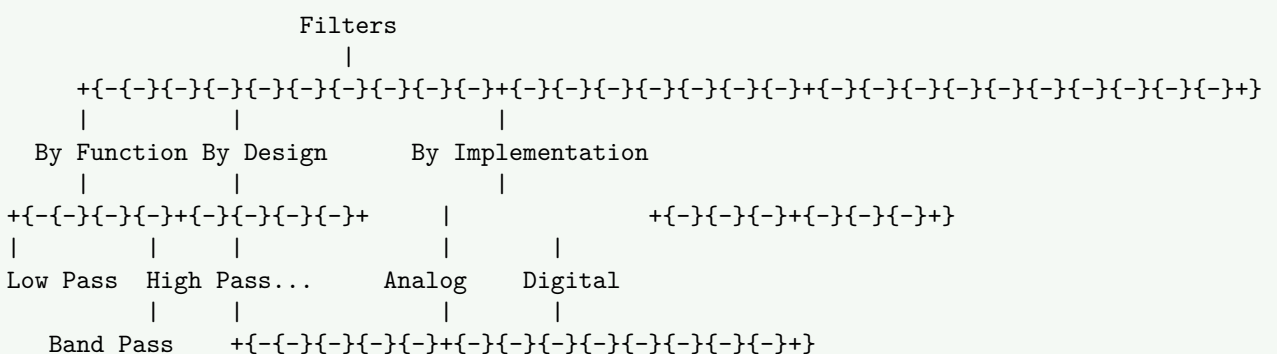 Filters
|
+{-{-}{-}{-}{-}{-}{-}{-}{-}{-}+{-}{-}{-}{-}{-}{-}{-}+{-}{-}{-}{-}{-}{-}{-}{-}{-}{-}+}
| | |
By Function By Design By Implementation
| | |
+{-{-}{-}{-}+{-}{-}{-}{-}+ | +{-}{-}{-}+{-}{-}{-}+}
| | | | |
Low Pass High Pass... Analog Digital
| | | |
Band Pass +{-{-}{-}{-}{-}+{-}{-}{-}{-}{-}{-}{-}{-}+}